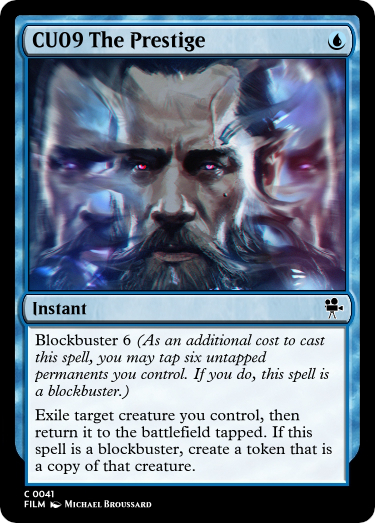 CU09 The Prestige
Instant
Blockbuster 6 (As an additional cost to cast
this spell, you may tap six untapped
permanents you control. If you do, this spell is
a blockbuster.)
Exile target creature you control, then
return it to the battlefield tapped. If this
spell is a blockbuster, create a token that is
a copy of that creature.
C 0041
FILM Michael Broussard